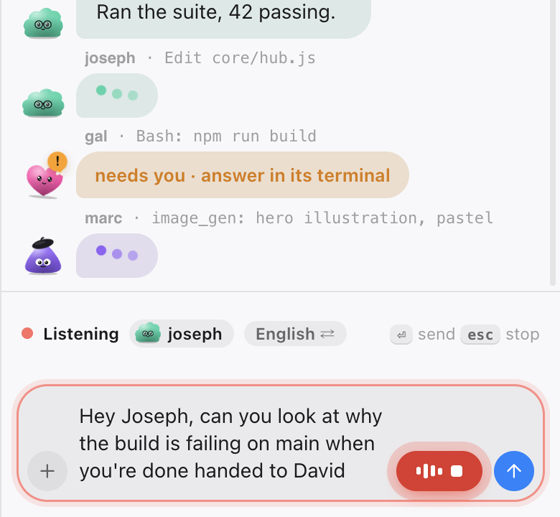 Ran the suite, 42 passing.
joseph · Edit core/hub.js
gal · Bash: npm run build
!
needs you · answer in its terminal
marc · image_gen: hero illustration, pastel
Listening joseph English ⇄ ⏎ send esc stop
Hey Joseph, can you look at why
the build is failing on main when
you're done handed to David